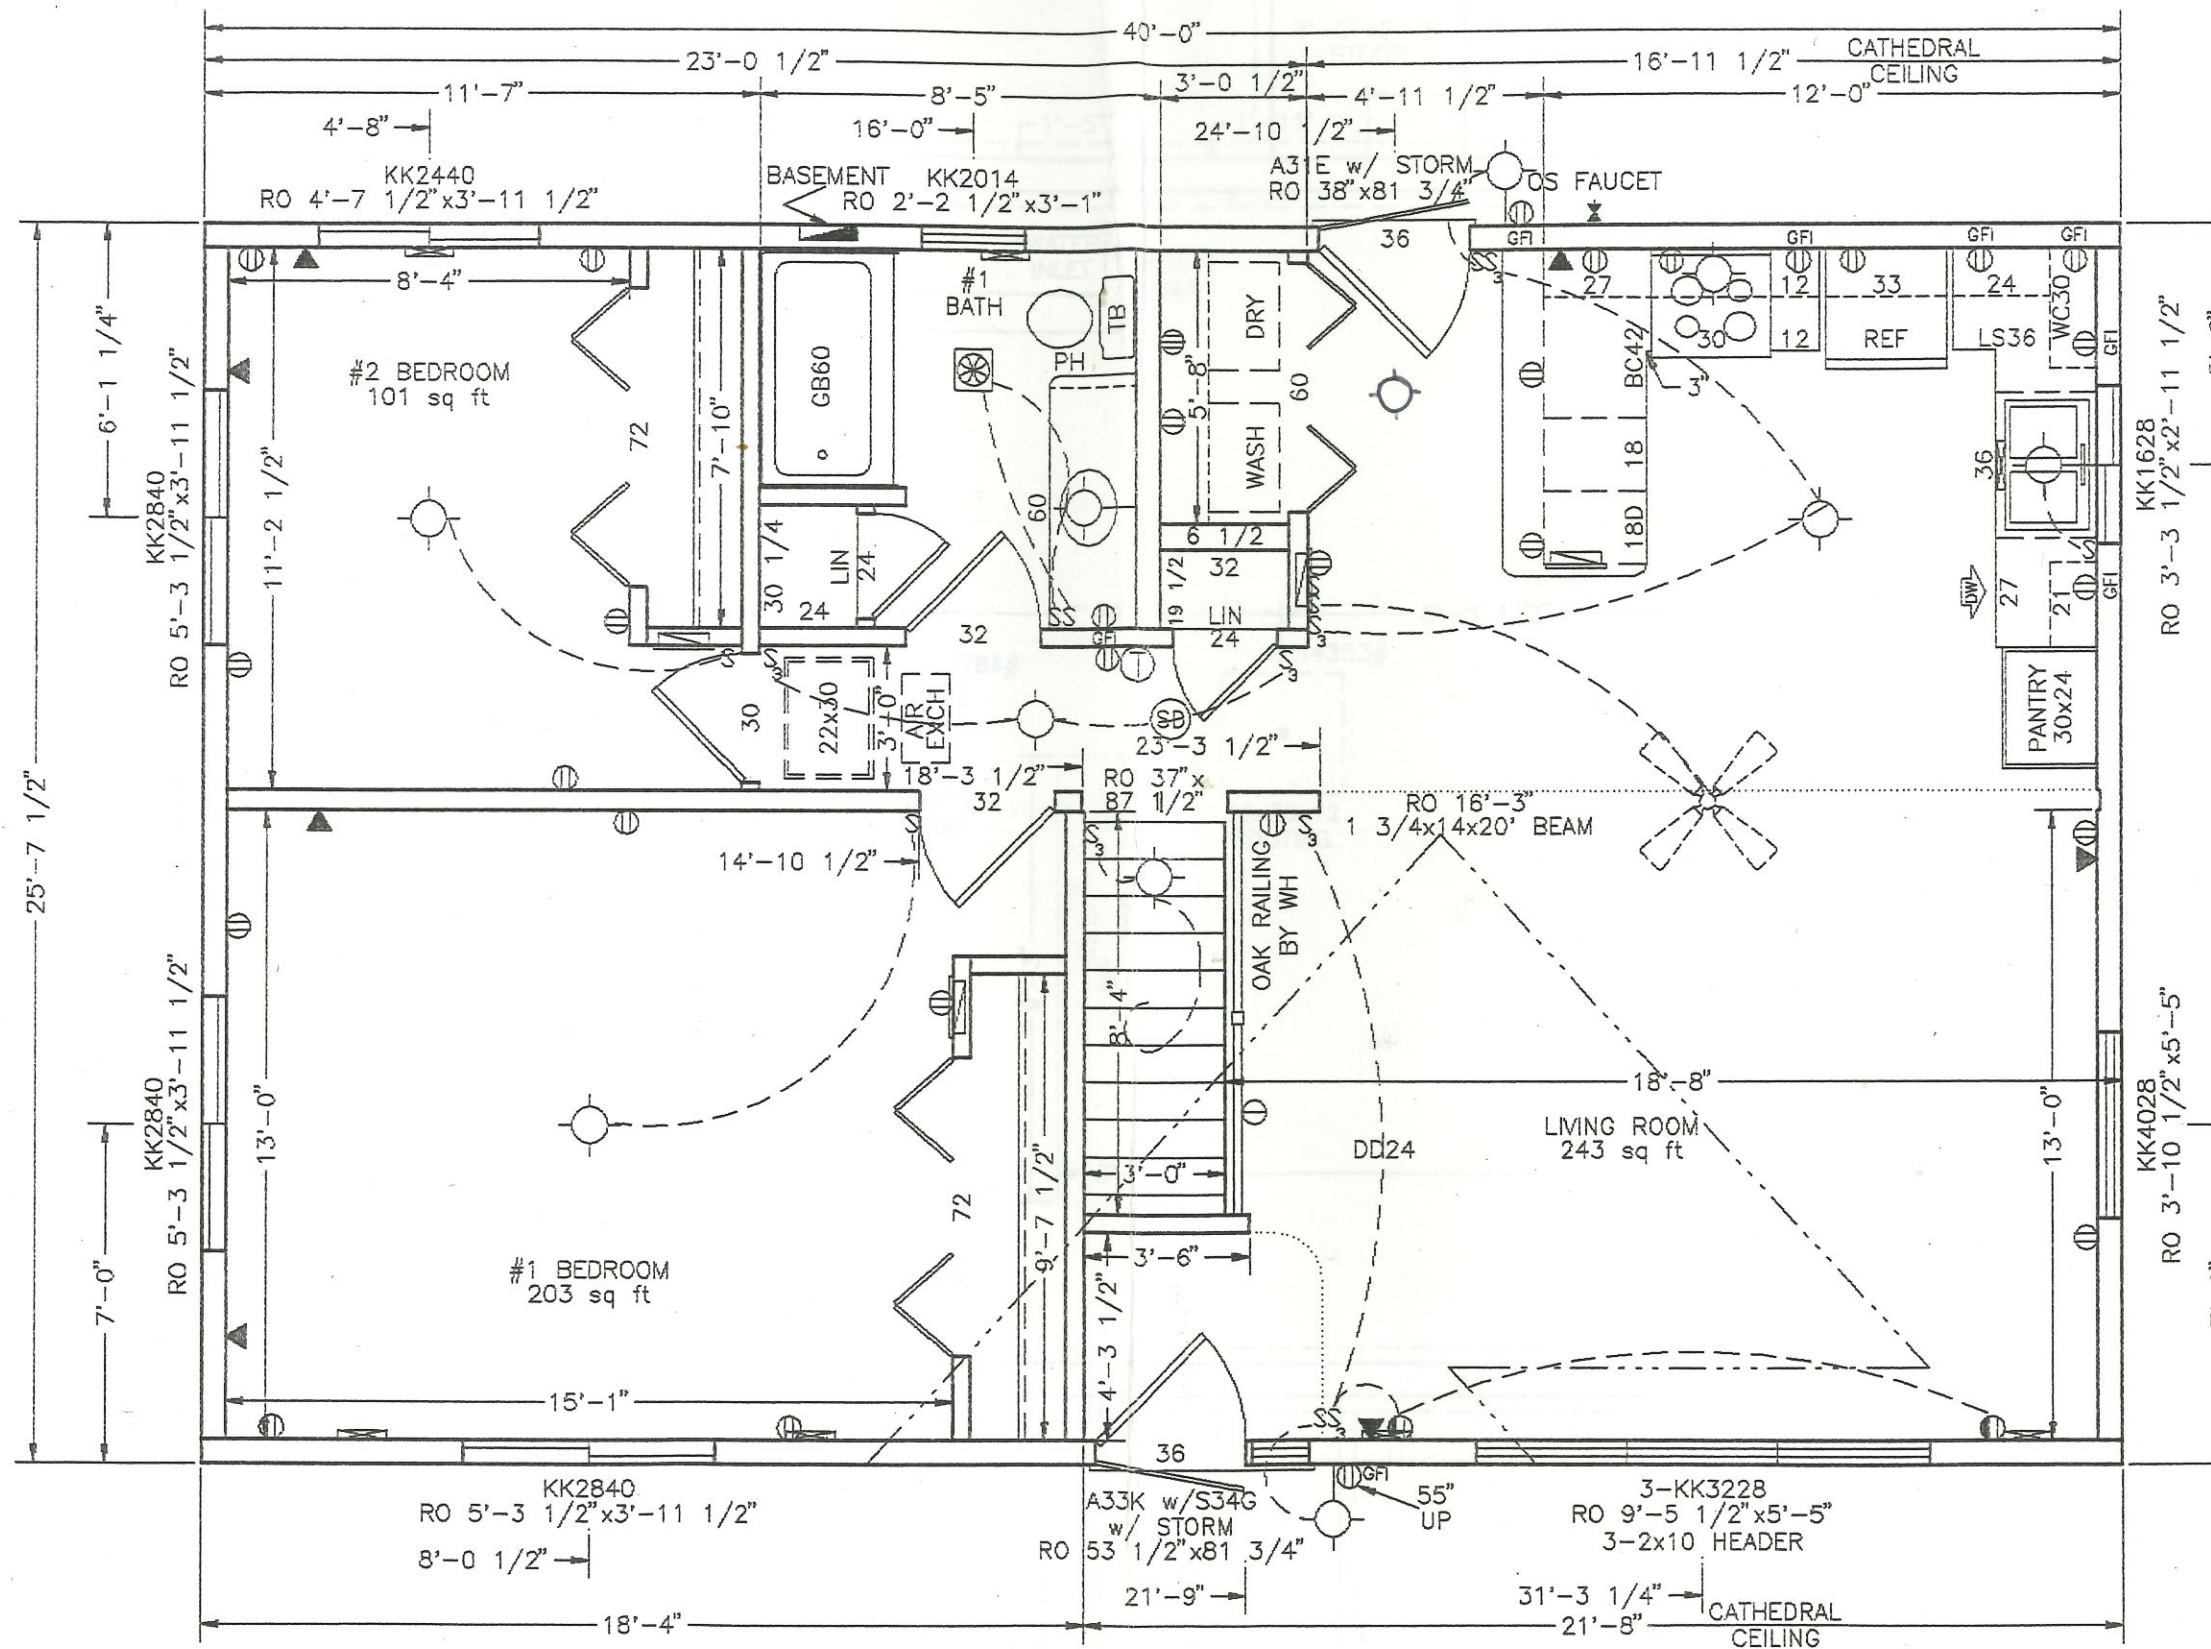 40'-0"
23'-0 1/2"
16'-11 1/2"
CATHEDRAL
CEILING
11'-7"
8'-5"
3'-0 1/2"
4'-11 1/2"
12'-0"
4'-8"
16'-0"
24'-10 1/2"
KK2440
RO 4'-7 1/2"x3'-11 1/2"
BASEMENT
KK2014
RO 2'-2 1/2"x3'-1"
A31E w/ STORM
RO 38"x81 3/4"
OS FAUCET
36
GFI
GFI
GFI
GFI
8'-4"
#1
BATH
TB
PH
DRY
WASH
5'-8"
60
S
S
3
27
12
33
24
WC30
30
12
REF
LS36
GFI
BC42
3"
18
18D
36
S
GFI
DW
27
21
PANTRY
30x24
KK1628
RO 3'-3 1/2"x2'-11 1/2"
6'-1 1/4"
25'-7 1/2"
KK2840
RO 5'-3 1/2"x3'-11 1/2"
#2 BEDROOM
101 sq ft
72
7'-10"
11'-2 1/2"
GB60
60
30 1/4
LIN
24
24
32
SS
GFI
T
6 1/2
32
19 1/2
LIN
24
S
S
S
3
S
3
S
S
3
30
22x30
3'-0"
AIR
EXCH
SD
23'-3 1/2"
18'-3 1/2"
RO 37"x
87 1/2"
32
S
14'-10 1/2"
S
3
S
3
RO 16'-3"
1 3/4x14x20' BEAM
OAK RAILING
BY WH
8'-4"
3'-0"
3'-6"
18'-8"
LIVING ROOM
243 sq ft
DD24
13'-0"
KK4028
RO 3'-10 1/2"x5'-5"
KK2840
RO 5'-3 1/2"x3'-11 1/2"
7'-0"
13'-0"
#1 BEDROOM
203 sq ft
72
9'-7 1/2"
4'-3 1/2"
15'-1"
36
SS
3
GFI
55"
UP
KK2840
RO 5'-3 1/2"x3'-11 1/2"
8'-0 1/2"
A33K w/S34G
w/ STORM
RO 53 1/2"x81 3/4"
3-KK3228
RO 9'-5 1/2"x5'-5"
3-2x10 HEADER
21'-9"
31'-3 1/4"
18'-4"
21'-8"
CATHEDRAL
CEILING